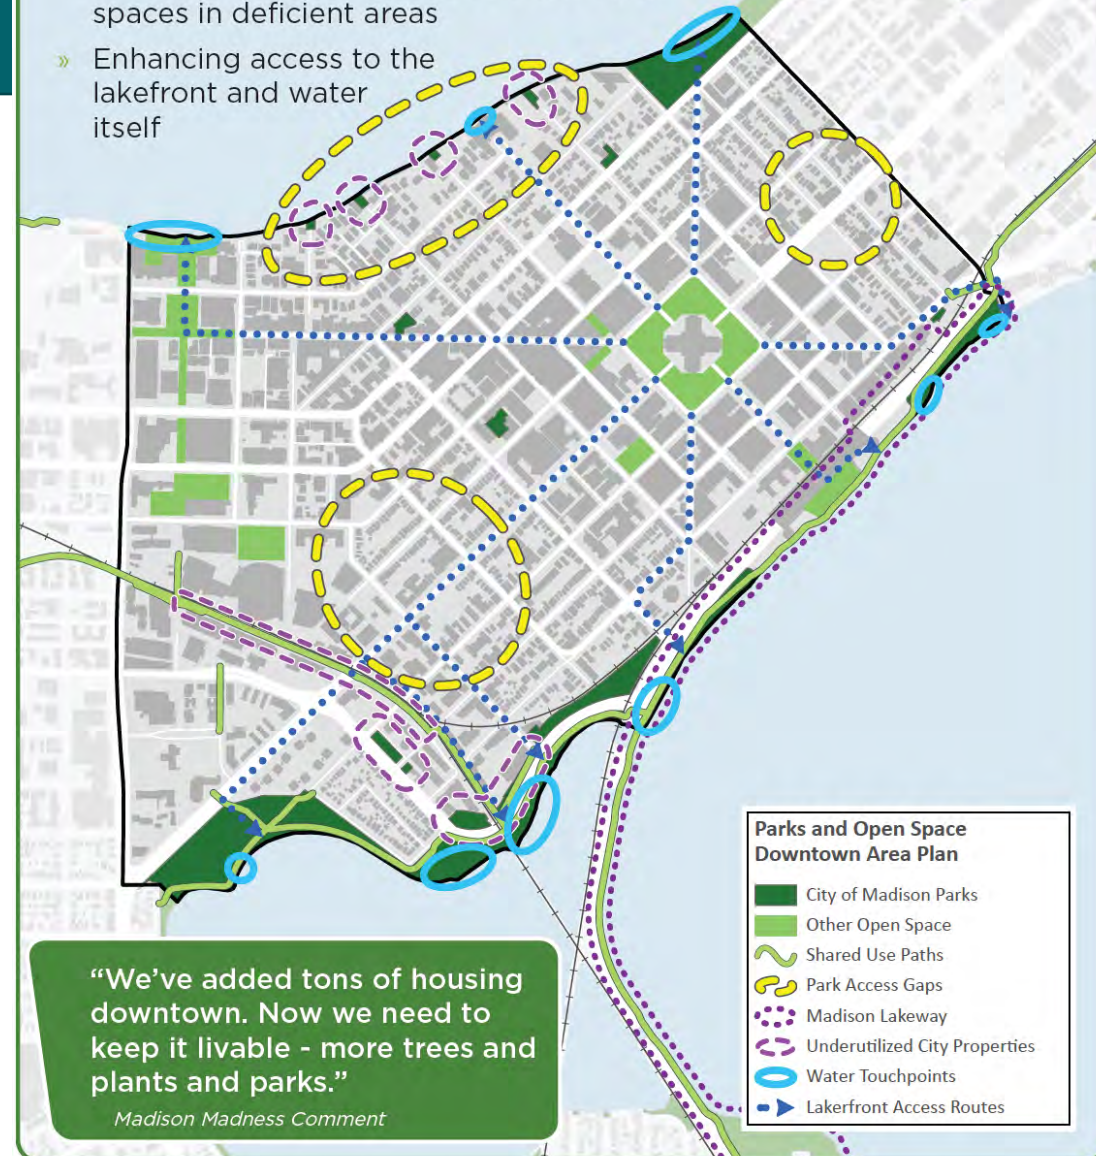 spaces in deficient areas
» Enhancing access to the
lakefront and water
itself
Parks and Open Space
Downtown Area Plan
City of Madison Parks
Other Open Space
Shared Use Paths
Park Access Gaps
Madison Lakeway
Underutilized City Properties
Water Touchpoints
Lakerfront Access Routes
“We’ve added tons of housing
downtown. Now we need to
keep it livable - more trees and
plants and parks.”
Madison Madness Comment